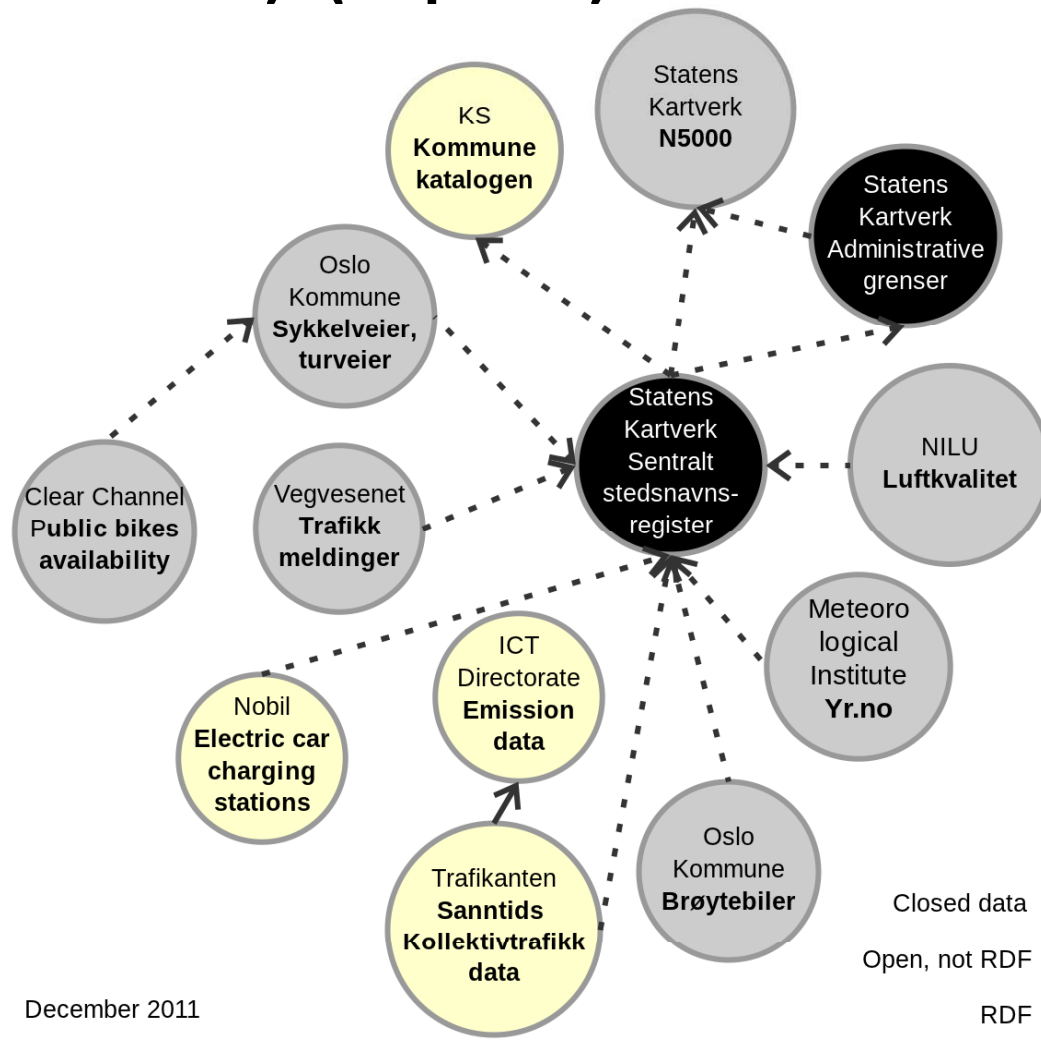 KS
Kommune
katalogen
Statens
Kartverk
N5000
Statens
Kartverk
Administrative
grenser
Oslo
Kommune
Sykkelveier,
turveier
Statens
Kartverk
Sentralt
stedsnavns-
register
NILU
Luftkvalitet
Clear Channel
Public bikes
availability
Vegvesenet
Trafikk
meldinger
Meteoro
logical
Institute
Yr.no
ICT
Directorate
Emission
data
Nobil
Electric car
charging
stations
Trafikanten
Sanntids
Kollektivtrafikk
data
Oslo
Kommune
Brøytebiler
Closed data
Open, not RDF
RDF
December 2011